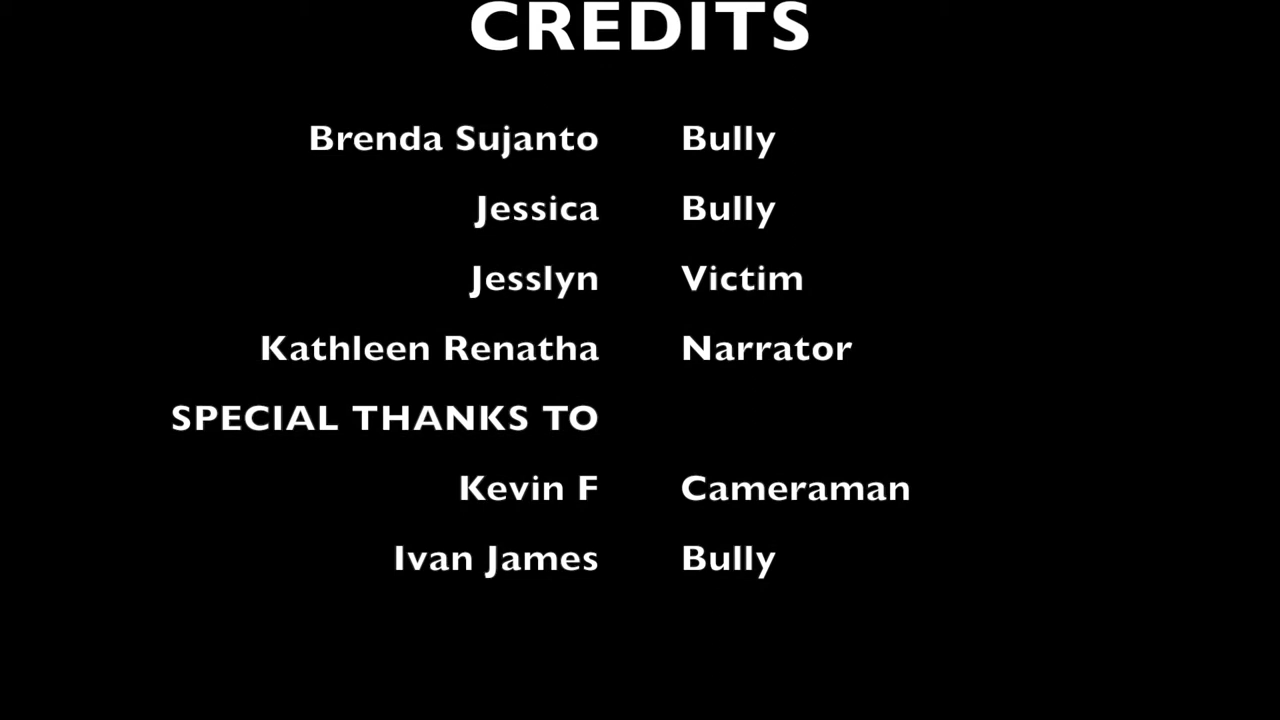 CREDITS
Brenda Sujanto Bully
Jessica Bully
Jesslyn Victim
Kathleen Renatha Narrator
SPECIAL THANKS TO
Kevin F Cameraman
Ivan James Bully